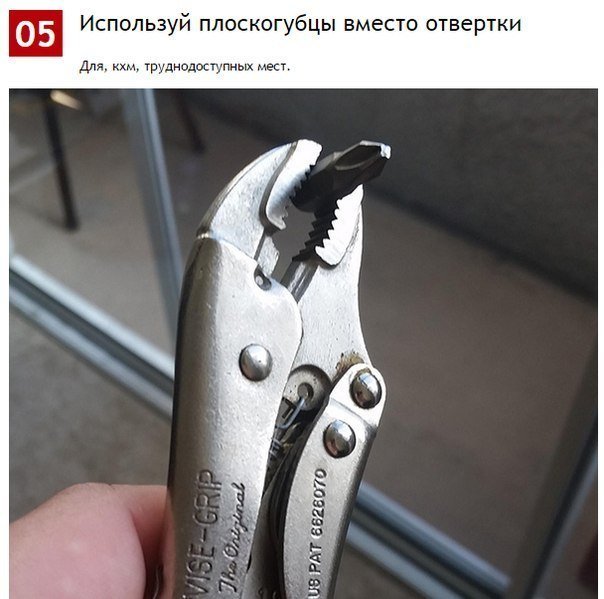 05
Используй плоскогубцы вместо отвертки
Для, кхм, труднодоступных мест.
VISE-GRIP
The Original
US PAT 6626070